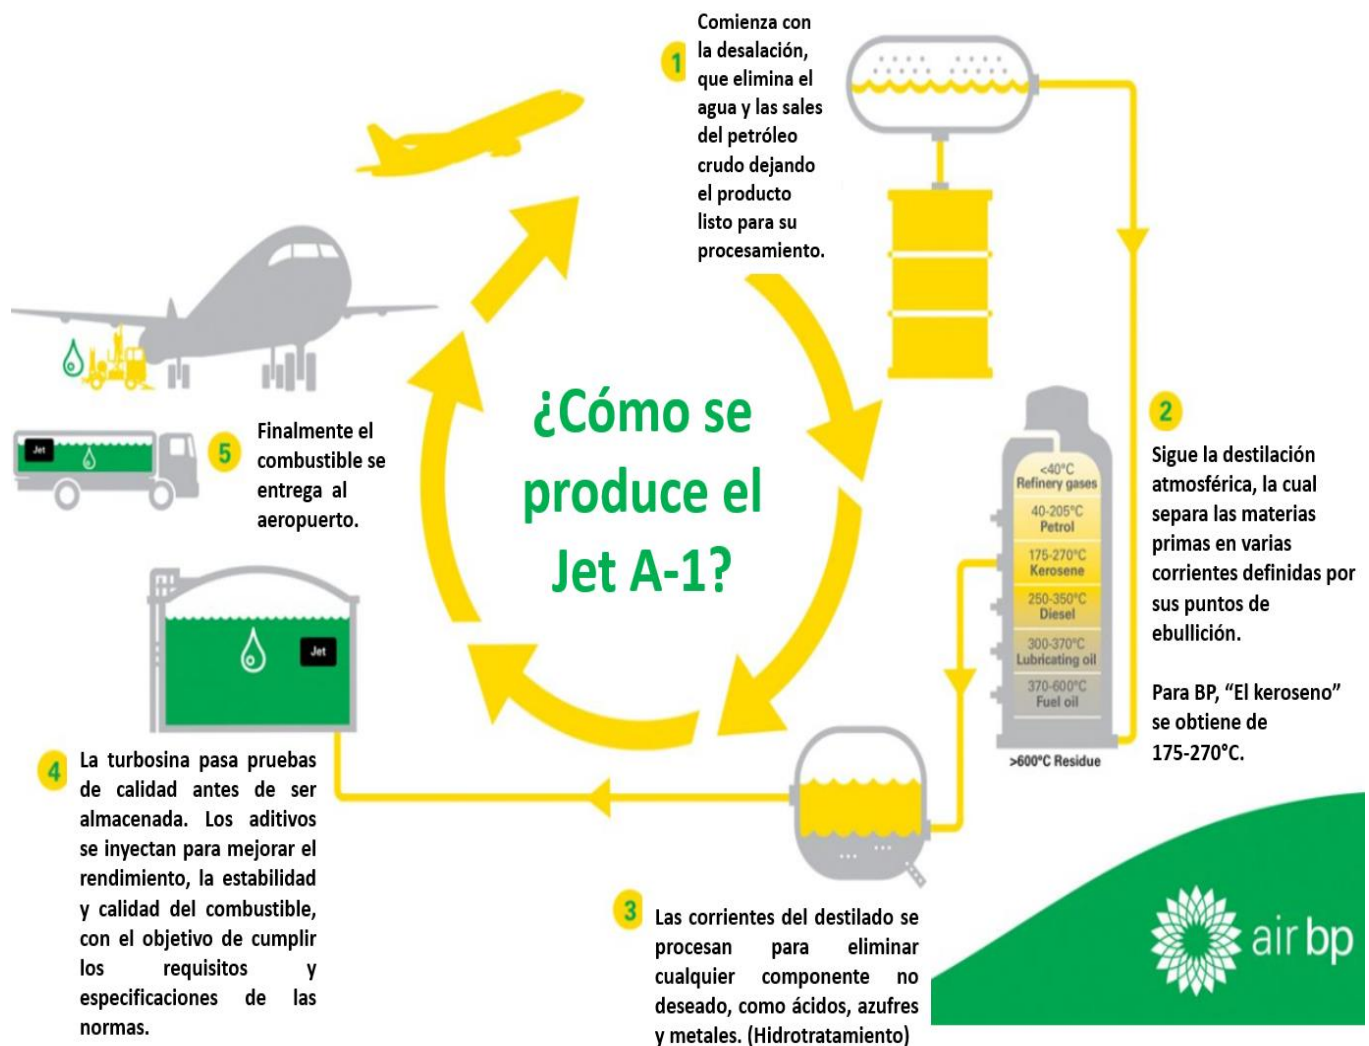 1
Comienza con
la desalación,
que elimina el
agua y las sales
del petróleo
crudo dejando
el producto
listo para su
procesamiento.
¿Cómo se
produce el
Jet A-1?
2
Sigue la destilación
atmosférica, la cual
separa las materias
primas en varias
corrientes definidas por
sus puntos de
ebullición.
Para BP, “El keroseno”
se obtiene de
175-270°C.
<40°C
Refinery gases
40-205°C
Petrol
175-270°C
Kerosene
250-350°C
Diesel
300-370°C
Lubricating oil
370-600°C
Fuel oil
>600°C Residue
3
Las corrientes del destilado se
procesan para eliminar
cualquier componente no
deseado, como ácidos, azufres
y metales. (Hidrotratamiento)
4
La turbosina pasa pruebas
de calidad antes de ser
almacenada. Los aditivos
se inyectan para mejorar el
rendimiento, la estabilidad
y calidad del combustible,
con el objetivo de cumplir
los requisitos y
especificaciones de las
normas.
Jet
5
Finalmente el
combustible se
entrega al
aeropuerto.
Jet
air bp